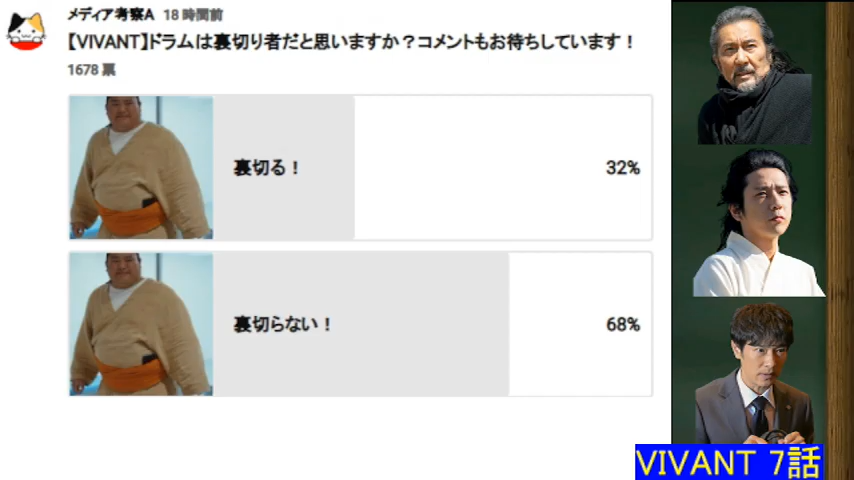 メディア考察A 18 時間前
【VIVANT】ドラムは裏切り者だと思いますか？コメントもお待ちしています！
1678 票
裏切る！ 32%
裏切らない！ 68%
VIVANT 7話